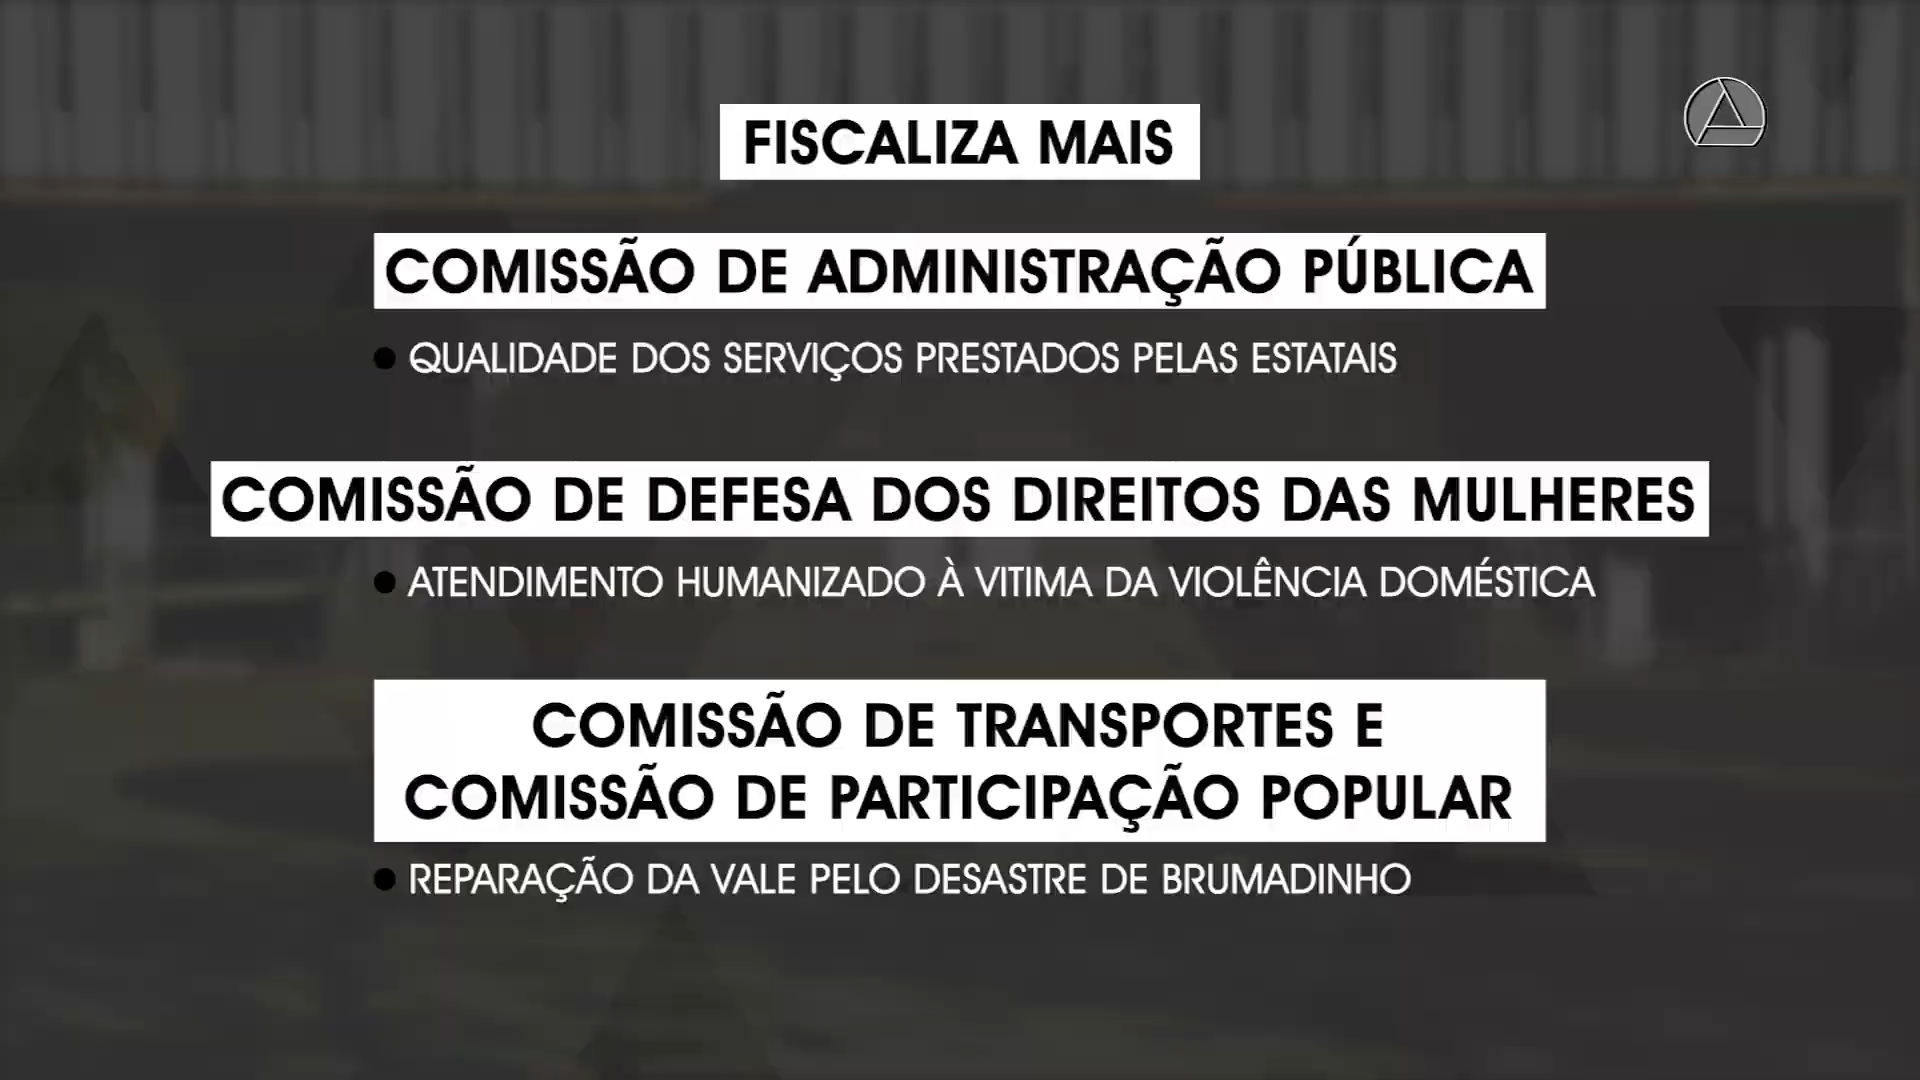 FISCALIZA MAIS
COMISSÃO DE ADMINISTRAÇÃO PÚBLICA
● QUALIDADE DOS SERVIÇOS PRESTADOS PELAS ESTATAIS
COMISSÃO DE DEFESA DOS DIREITOS DAS MULHERES
● ATENDIMENTO HUMANIZADO À VITIMA DA VIOLÊNCIA DOMÉSTICA
COMISSÃO DE TRANSPORTES E
COMISSÃO DE PARTICIPAÇÃO POPULAR
● REPARAÇÃO DA VALE PELO DESASTRE DE BRUMADINHO